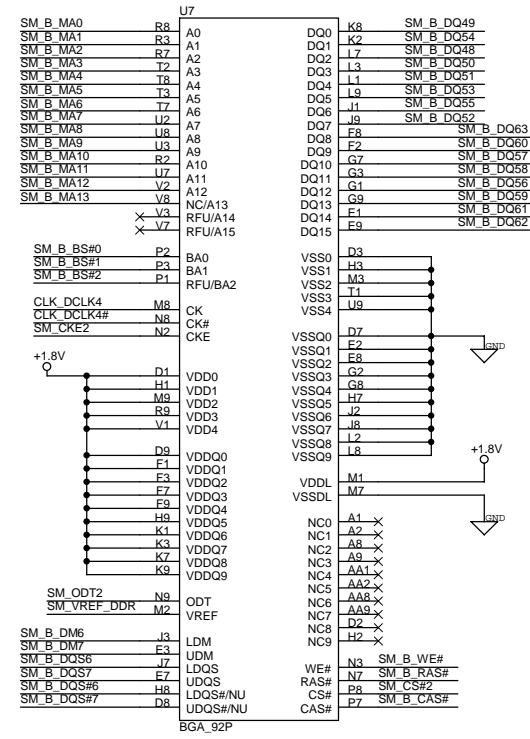 U7
SM_B_MA0 R8 A0
SM_B_MA1 R3 A1
SM_B_MA2 R7 A2
SM_B_MA3 T2 A3
SM_B_MA4 T8 A4
SM_B_MA5 T3 A5
SM_B_MA6 T7 A6
SM_B_MA7 U2 A7
SM_B_MA8 U8 A8
SM_B_MA9 U3 A9
SM_B_MA10 R2 A10
SM_B_MA11 U7 A11
SM_B_MA12 V2 A12
SM_B_MA13 V8 NC/A13
V3 RFU/A14
V7 RFU/A15
SM_B_BS#0 P2 BA0
SM_B_BS#1 P3 BA1
SM_B_BS#2 P1 RFU/BA2
CLK_DCLK4 M8 CK
CLK_DCLK4# N8 CK#
SM_CKE2 N2 CKE
+1.8V
D1 VDD0
H1 VDD1
M9 VDD2
R9 VDD3
V1 VDD4
D9 VDDQ0
F1 VDDQ1
F3 VDDQ2
F7 VDDQ3
F9 VDDQ4
H9 VDDQ5
K1 VDDQ6
K3 VDDQ7
K7 VDDQ8
K9 VDDQ9
SM_ODT2 N9 ODT
SM_VREF_DDR M2 VREF
SM_B_DM6 J3 LDM
SM_B_DM7 E3 UDM
SM_B_DQS6 J7 LDQS
SM_B_DQS7 E7 UDQS
SM_B_DQS#6 H8 LDQS#/NU
SM_B_DQS#7 D8 UDQS#/NU
DQ0 K8 SM_B_DQ49
DQ1 K2 SM_B_DQ54
DQ2 L7 SM_B_DQ48
DQ3 L3 SM_B_DQ50
DQ4 L1 SM_B_DQ51
DQ5 L9 SM_B_DQ53
DQ6 J1 SM_B_DQ55
DQ7 J9 SM_B_DQ52
DQ8 F8 SM_B_DQ63
DQ9 F2 SM_B_DQ60
DQ10 G7 SM_B_DQ57
DQ11 G3 SM_B_DQ58
DQ12 G1 SM_B_DQ56
DQ13 G9 SM_B_DQ59
DQ14 E1 SM_B_DQ61
DQ15 E9 SM_B_DQ62
VSS0 D3
VSS1 H3
VSS2 M3
VSS3 T1
VSS4 U9
VSSQ0 D7
VSSQ1 E2
VSSQ2 E8
VSSQ3 G2
VSSQ4 G8
VSSQ5 H7
VSSQ6 J2
VSSQ7 J8
VSSQ8 L2
VSSQ9 L8
GND
+1.8V
VDDL M1
VSSDL M7
GND
NC0 A1
NC1 A2
NC2 A8
NC3 A9
NC4 AA1
NC5 AA2
NC6 AA8
NC7 AA9
NC8 D2
NC9 H2
WE# N3 SM_B_WE#
RAS# N7 SM_B_RAS#
CS# P8 SM_CS#2
CAS# P7 SM_B_CAS#
BGA_92P